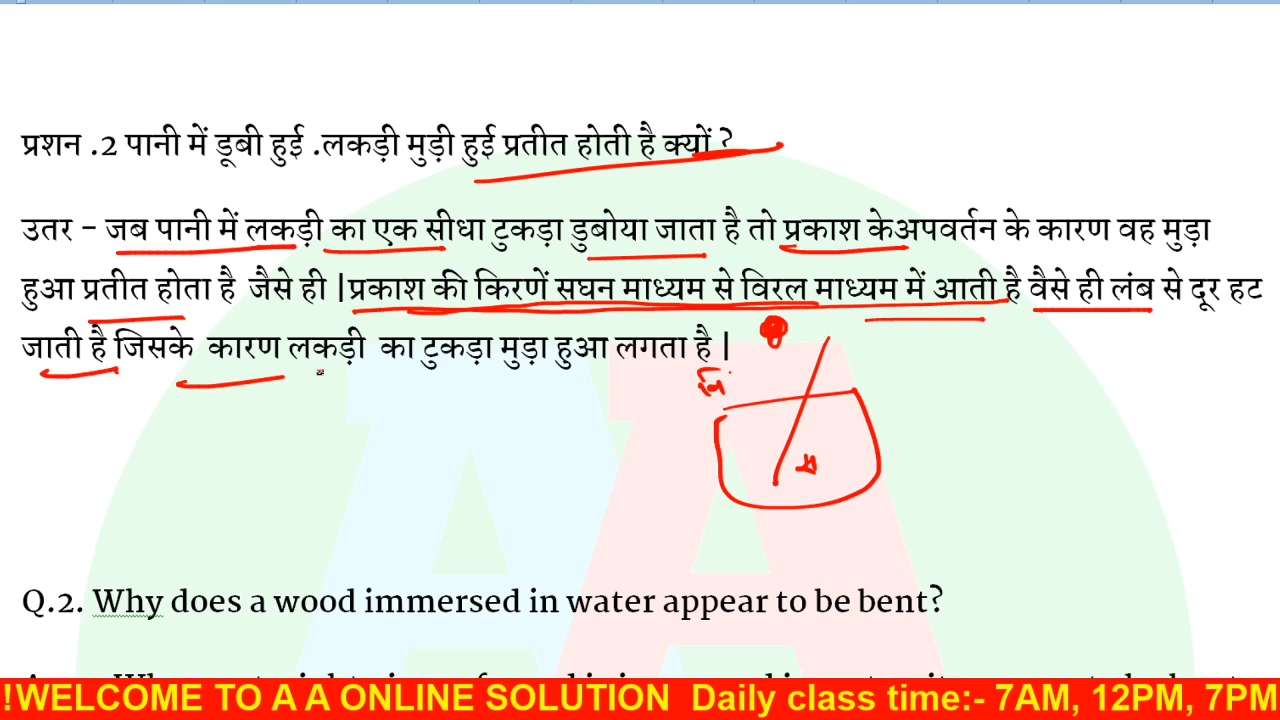 प्रशन .2 पानी में डूबी हुई .लकड़ी मुड़ी हुई प्रतीत होती है क्यों ?
उतर - जब पानी में लकड़ी का एक सीधा टुकड़ा डुबोया जाता है तो प्रकाश केअपवर्तन के कारण वह मुड़ा
हुआ प्रतीत होता है जैसे ही |प्रकाश की किरणें सघन माध्यम से विरल माध्यम में आती है वैसे ही लंब से दूर हट
जाती है जिसके कारण लकड़ी का टुकड़ा मुड़ा हुआ लगता है |
Q.2. Why does a wood immersed in water appear to be bent?
!WELCOME TO A A ONLINE SOLUTION Daily class time:- 7AM, 12PM, 7PM